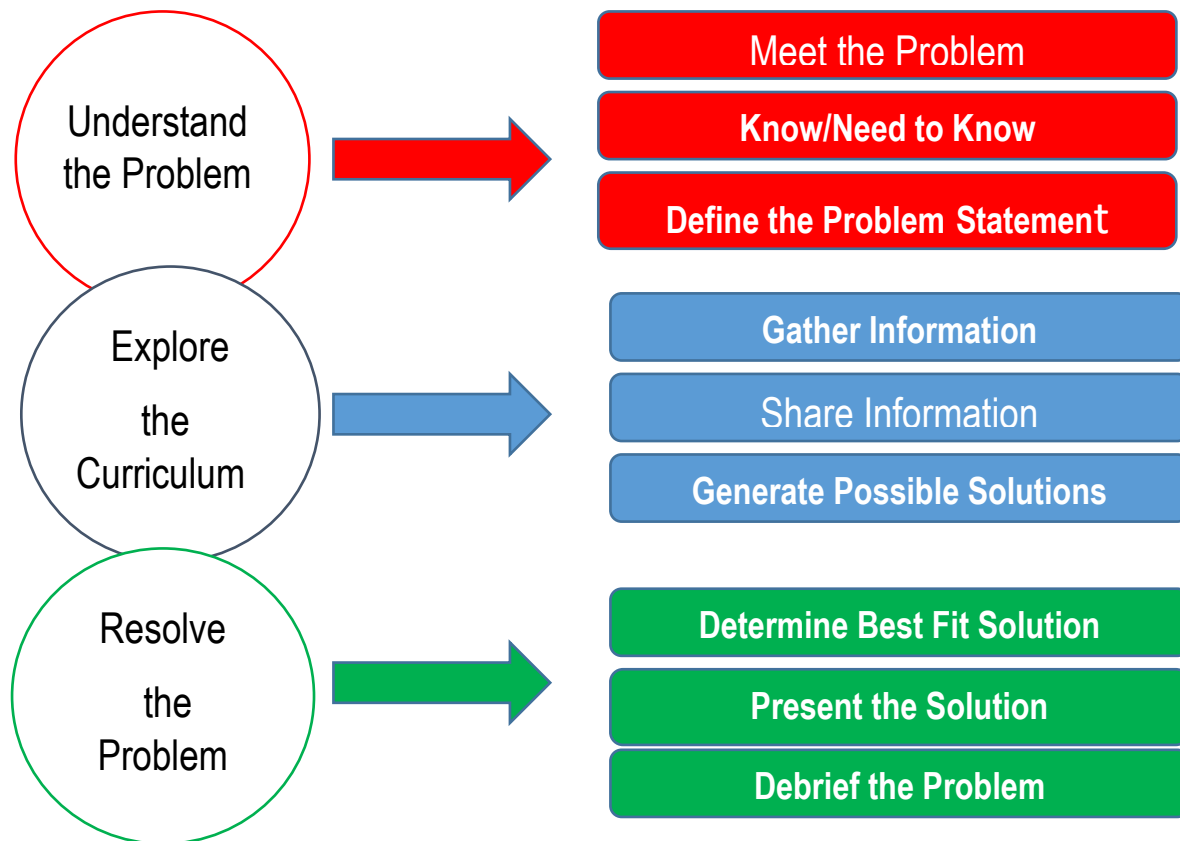 Understand
the Problem
Meet the Problem
Know/Need to Know
Define the Problem Statement
Explore
the
Curriculum
Gather Information
Share Information
Generate Possible Solutions
Resolve
the
Problem
Determine Best Fit Solution
Present the Solution
Debrief the Problem